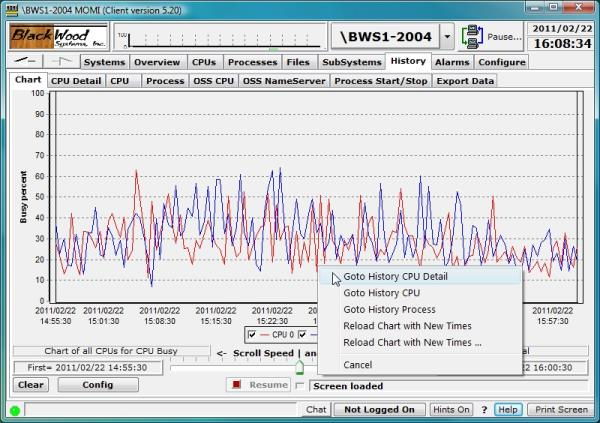 \BWS1-2004 MOMI (Client version 5.20)
BlackWood
Systems, Inc.
100
0
\BWS1-2004
Pause...
2011/02/22
16:08:34
Systems Overview CPUs Processes Files SubSystems History Alarms Configure
Chart CPU Detail CPU Process OSS CPU OSS NameServer Process Start/Stop Export Data
Busy percent
100
90
80
70
60
50
40
30
20
10
0
2011/02/22 14:55:30
2011/02/22 15:01:30
2011/02/22 15:08:30
2011/02/22 15:15:30
2011/02/22 15:22:30
2011/02/22 15:57:30
CPU 0
Goto History CPU Detail
Goto History CPU
Goto History Process
Reload Chart with New Times
Reload Chart with New Times ...
Cancel
Chart of all CPUs for CPU Busy
<- Scroll Speed | an
First= 2011/02/22 14:55:30
22 16:00:30
Clear
Config
Resume
Screen loaded
Chat
Not Logged On
Hints On
?
Help
Print Screen